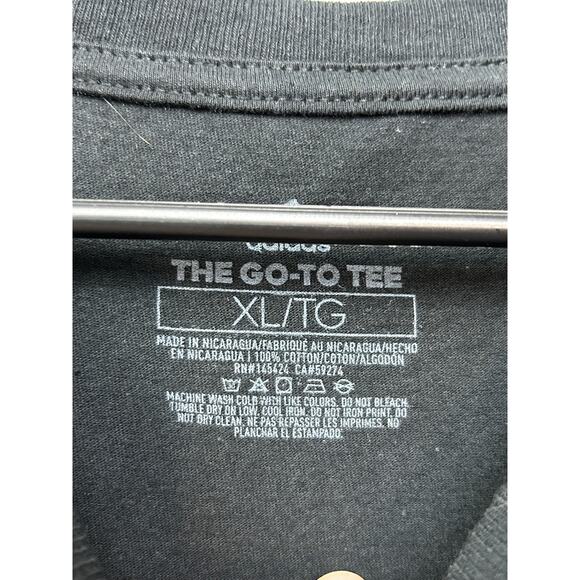 adidas
THE GO-TO TEE
XL/TG
MADE IN NICARAGUA/FABRIQUÉ AU NICARAGUA/HECHO
EN NICARAGUA | 100% COTTON/COTON/ALGODÓN
RN#145424 CA#59274
MACHINE WASH COLD WITH LIKE COLORS. DO NOT BLEACH.
TUMBLE DRY ON LOW. COOL IRON. DO NOT IRON PRINT. DO
NOT DRY CLEAN. NE PAS REPASSER LES IMPRIMES. NO
PLANCHAR EL ESTAMPADO.